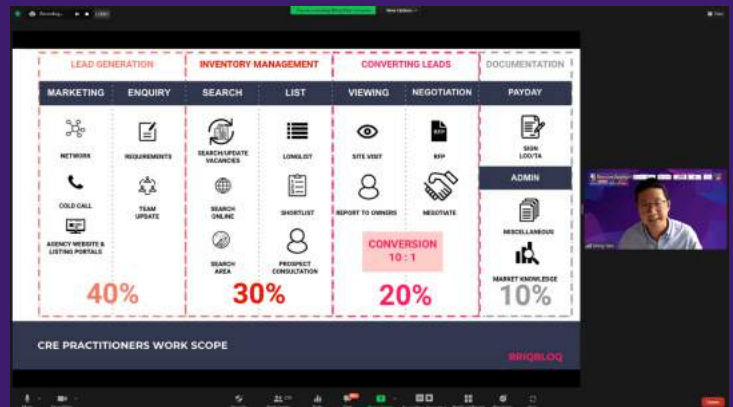 Recording...
View
LEAD GENERATION
INVENTORY MANAGEMENT
CONVERTING LEADS
DOCUMENTATION
MARKETING
ENQUIRY
SEARCH
LIST
VIEWING
NEGOTIATION
PAYDAY
NETWORK
REQUIREMENTS
SEARCH/UPDATE
VACANCIES
LONGLIST
SITE VISIT
RFP
RFP
SIGN
LOO/TA
ADMIN
COLD CALL
TEAM
UPDATE
SEARCH
ONLINE
SHORTLIST
REPORT TO OWNERS
NEGOTIATE
MISCELLANEOUS
AGENCY WEBSITE &
LISTING PORTALS
SEARCH
AREA
PROSPECT
CONSULTATION
CONVERSION
10 : 1
MARKET KNOWLEDGE
40%
30%
20%
10%
CRE PRACTITIONERS WORK SCOPE
BRIQBLOQ